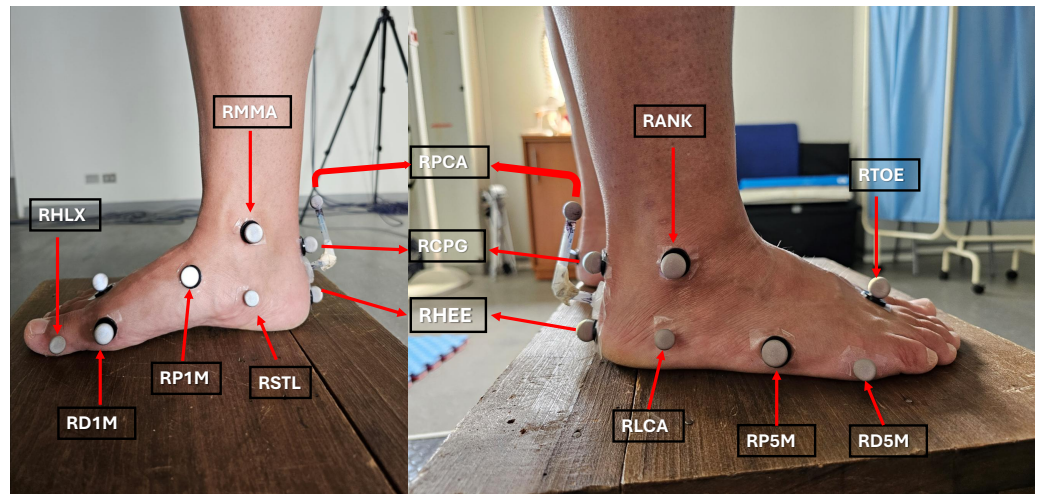 RMMA
RANK
RPCA
RTOE
RHLX
RCPG
RHEE
RP1M
RSTL
RD1M
RLCA
RP5M
RD5M